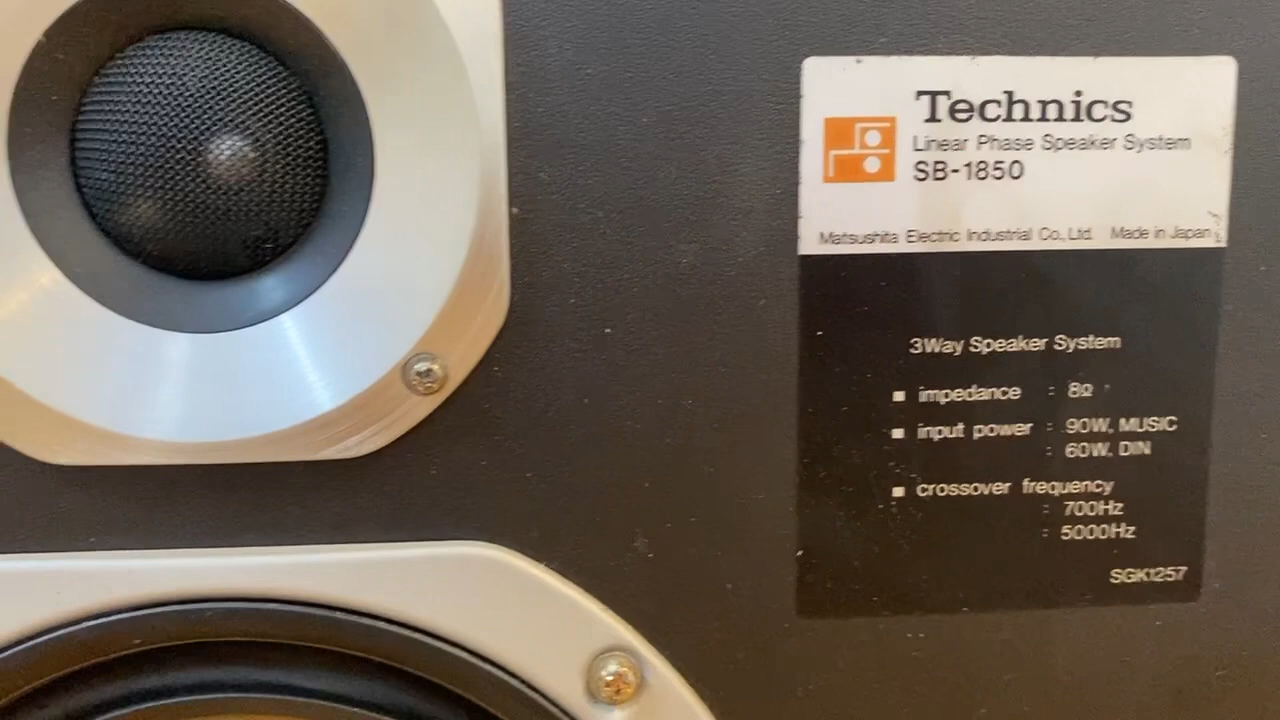 Technics
Linear Phase Speaker System
SB-1850
Matsushita Electric Industrial Co., Ltd. Made in Japan
3Way Speaker System
■ impedance : 8Ω
■ input power : 90W, MUSIC
: 60W, DIN
■ crossover frequency
: 700Hz
: 5000Hz
SGK1257